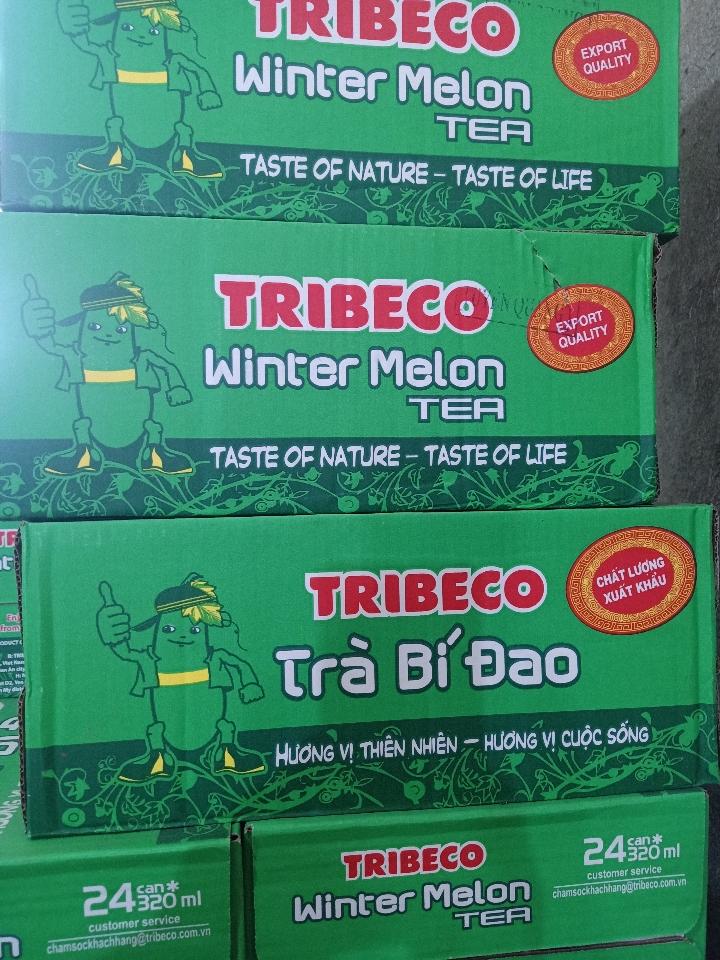 TRIBECO
Winter Melon
TEA
EXPORT
QUALITY
TASTE OF NATURE – TASTE OF LIFE
TRIBECO
Winter Melon
TEA
EXPORT
QUALITY
TASTE OF NATURE – TASTE OF LIFE
TRIBECO
Trà Bí Đao
CHẤT LƯỢNG
XUẤT KHẨU
HƯƠNG VỊ THIÊN NHIÊN – HƯƠNG VỊ CUỘC SỐNG
24 can* 320 ml
customer service
chamsockhachhang@tribeco.com.vn
TRIBECO
Winter Melon
TEA
24 can* 320 ml
customer service
chamsockhachhang@tribeco.com.vn